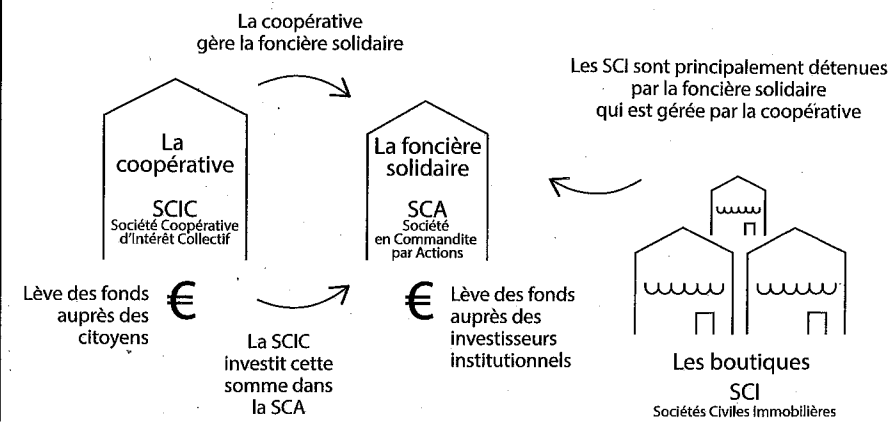 La coopérative
gère la foncière solidaire
Les SCI sont principalement détenues
par la foncière solidaire
qui est gérée par la coopérative
La
coopérative
SCIC
Société Coopérative
d'Intérêt Collectif
La foncière
solidaire
SCA
Société
en Commandite
par Actions
Lève des fonds
auprès des
citoyens
€
La SCIC
investit cette
somme dans
la SCA
€
Lève des fonds
auprès des
investisseurs
institutionnels
Les boutiques
SCI
Sociétés Civiles Immobilières